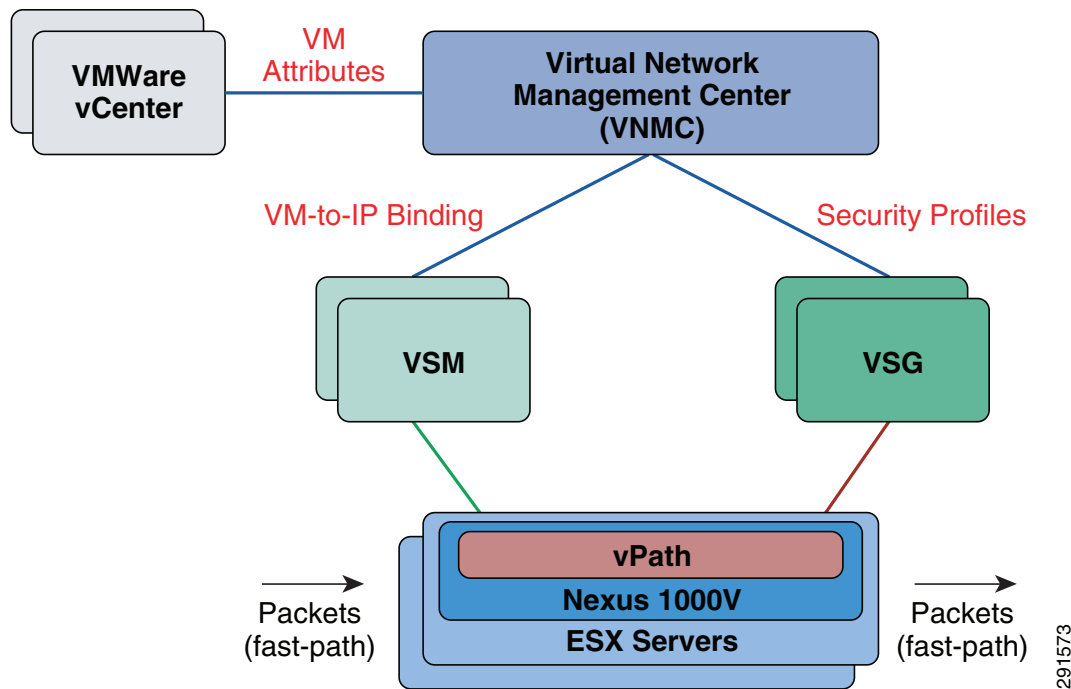 VMWare
vCenter
VM
Attributes
Virtual Network
Management Center
(VNMC)
VM-to-IP Binding
Security Profiles
VSM
VSG
vPath
Nexus 1000V
ESX Servers
Packets
(fast-path)
Packets
(fast-path)
291573